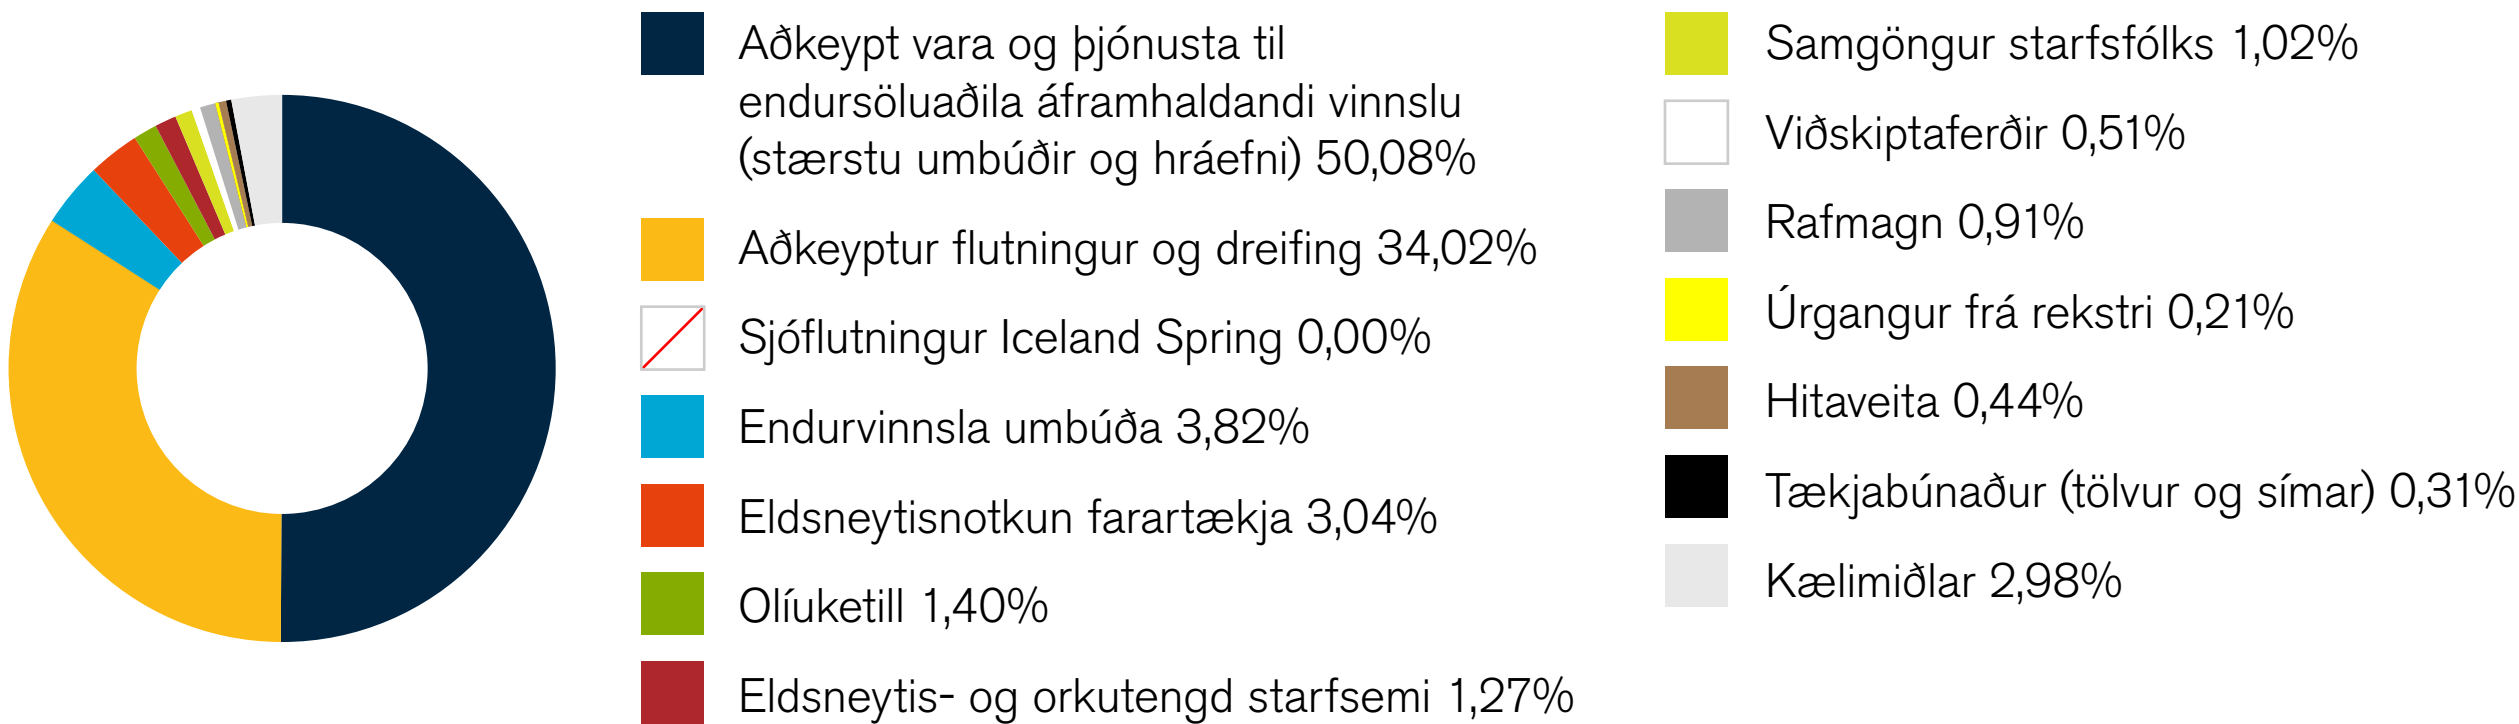 Aðkeypt vara og þjónusta til
endursöluaðila áframhaldandi vinnslu
(stærstu umbúðir og hráefni) 50,08%
Aðkeyptur flutningur og dreifing 34,02%
Sjóflutningur Iceland Spring 0,00%
Endurvinnsla umbúða 3,82%
Eldsneytisnotkun farartækja 3,04%
Olíuketill 1,40%
Eldsneytis- og orkutengd starfsemi 1,27%
Samgöngur starfsfólks 1,02%
Viðskiptaferðir 0,51%
Rafmagn 0,91%
Úrgangur frá rekstri 0,21%
Hitaveita 0,44%
Tækjabúnaður (tölvur og símar) 0,31%
Kælimiðlar 2,98%